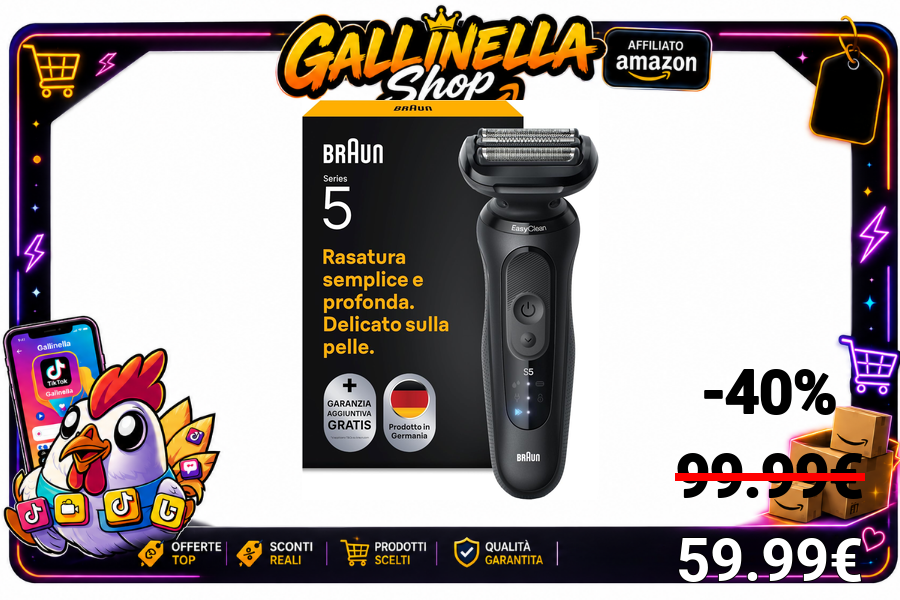 GALLINELLA
Shop
AFFILIATO
amazon
BRAUN
BRAUN
Series
5
Rasatura
semplice e
profonda.
Delicato sulla
pelle.
+
GARANZIA
AGGIUNTIVA
GRATIS
Prodotto in
Germania
EasyClean
S5
BRAUN
Gallinella
TikTok
Gallinella
-40%
99.99€
59.99€
OFFERTE
TOP
SCONTI
REALI
PRODOTTI
SCELTI
QUALITÀ
GARANTITA